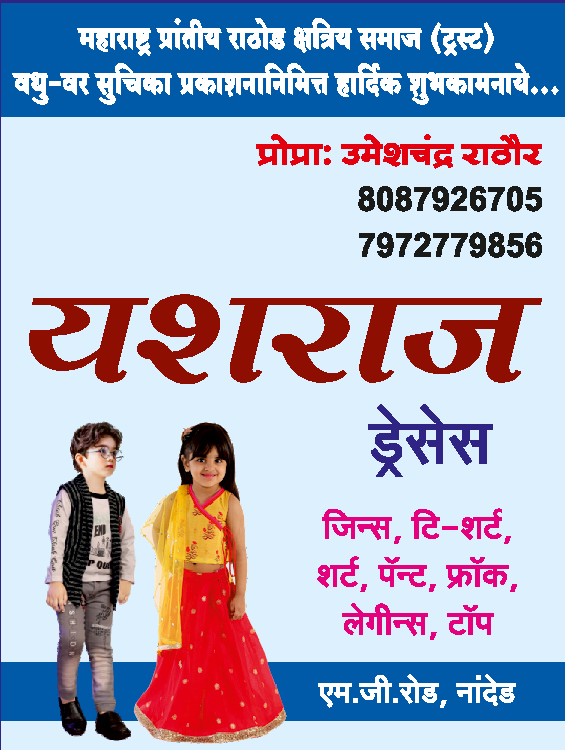 महाराष्ट्र प्रांतीय राठोड क्षत्रिय समाज (ट्रस्ट)
वधु-वर सुचिका प्रकाशनानिमित्त हार्दिक शुभकामनाये...
प्रोप्रा: उमेशचंद्र राठौर
8087926705
7972779856
यशराज
ड्रेसेस
जिन्स, टि-शर्ट,
शर्ट, पॅन्ट, फ्रॉक,
लेगीन्स, टॉप
एम.जी.रोड, नांदेड